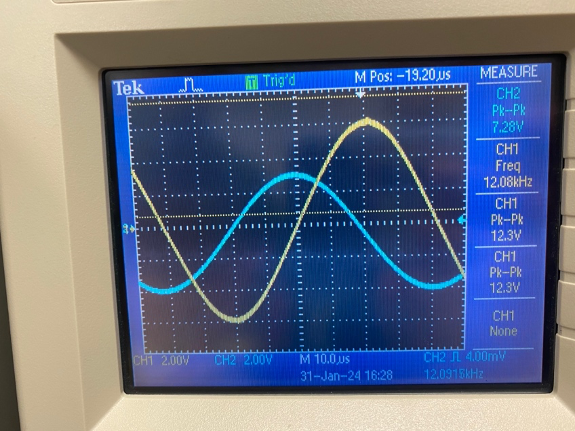 Tek Trig'd M Pos: -19.20us MEASURE
CH2
Pk-Pk
7.28V
CH1
Freq
12.08kHz
CH1
Pk-Pk
12.3V
CH1
Pk-Pk
12.3V
CH1
None
CH1 2.00V CH2 2.00V M 10.0us CH2 4.00mV
31-Jan-24 16:28 12.0915kHz